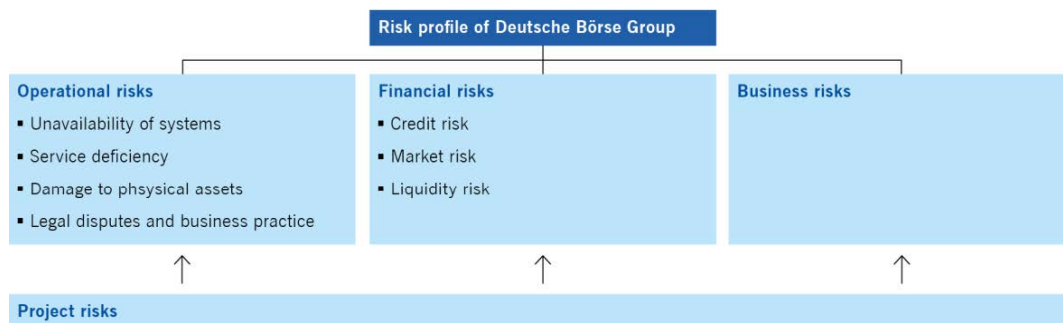 Risk profile of Deutsche Börse Group
Operational risks
▪ Unavailability of systems
▪ Service deficiency
▪ Damage to phsysical assets
▪ Legal disputes and business practice
Financial risks
▪ Credit risk
▪ Market risk
▪ Liquidity risk
Business risks
Project risks